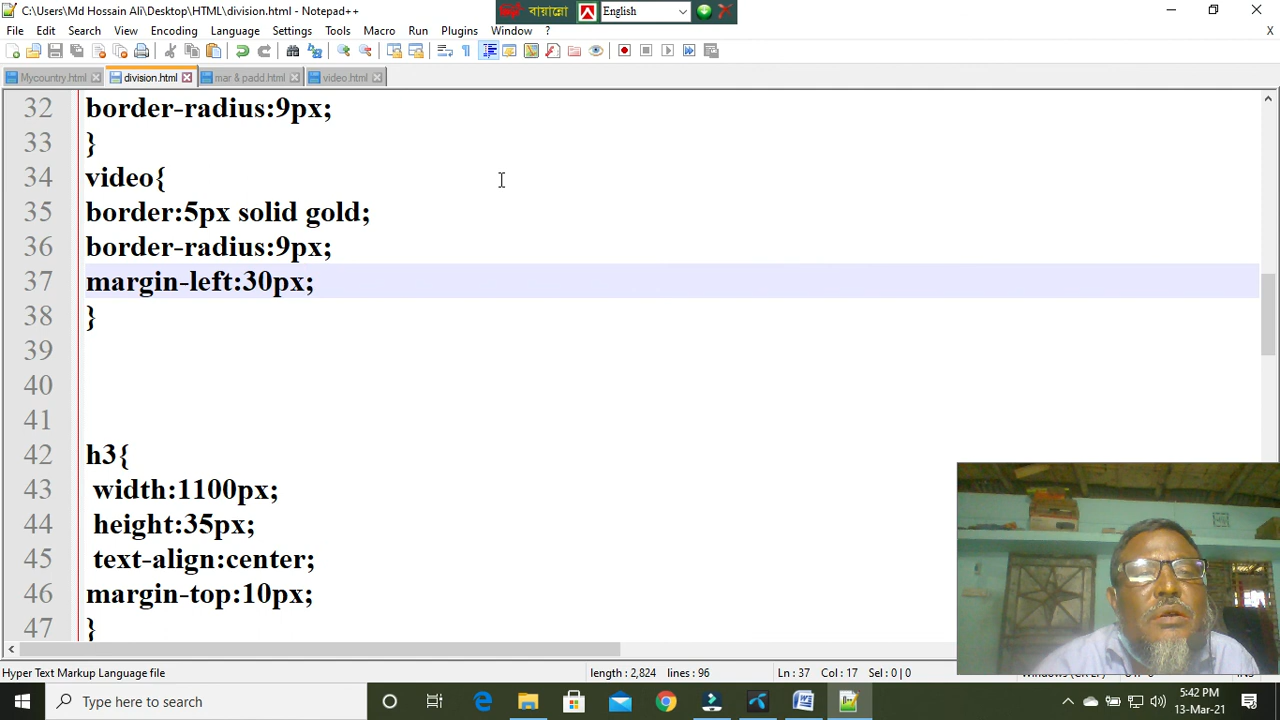 C:\Users\Md Hossain Ali\Desktop\HTML\division.html - Notepad++
বায়ান্নো English
File Edit Search View Encoding Language Settings Tools Macro Run Plugins Window ? X
Mycountry.html division.html mar & padd.html video.html
32 border-radius:9px;
33 }
34 video{
35 border:5px solid gold;
36 border-radius:9px;
37 margin-left:30px;
38 }
39
40
41
42 h3{
43 width:1100px;
44 height:35px;
45 text-align:center;
46 margin-top:10px;
47 }
Hyper Text Markup Language file length : 2,824 lines : 96 Ln : 37 Col : 17 Sel : 0 | 0
Type here to search
5:42 PM
13-Mar-21